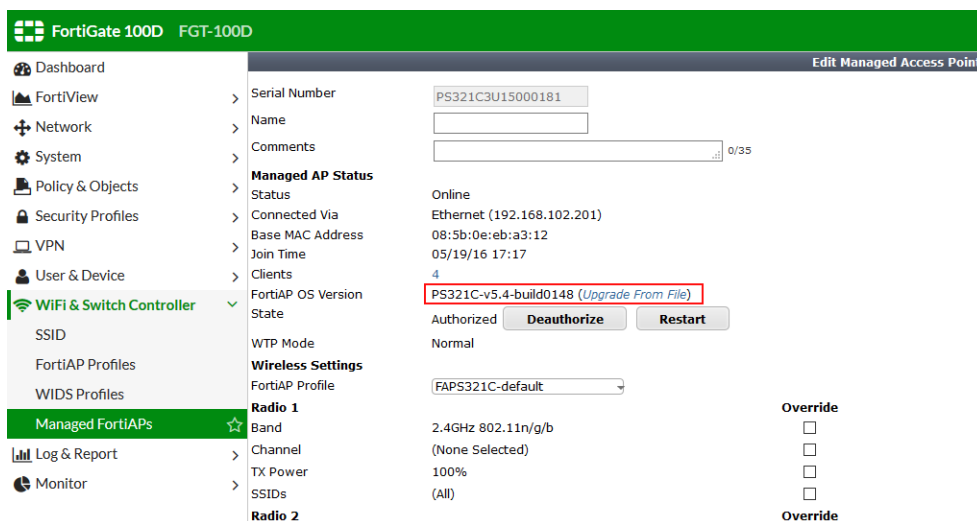 FortiGate 100D FGT-100D
Dashboard
FortiView
Network
System
Policy & Objects
Security Profiles
VPN
User & Device
WiFi & Switch Controller
SSID
FortiAP Profiles
WIDS Profiles
Managed FortiAPs
Log & Report
Monitor
Edit Managed Access Point
Serial Number PS321C3U15000181
Name
Comments 0/35
Managed AP Status
Status Online
Connected Via Ethernet (192.168.102.201)
Base MAC Address 08:5b:0e:eb:a3:12
Join Time 05/19/16 17:17
Clients 4
FortiAP OS Version PS321C-v5.4-build0148 (Upgrade From File)
State Authorized Deauthorize Restart
WTP Mode Normal
Wireless Settings
FortiAP Profile FAPS321C-default
Radio 1 Override
Band 2.4GHz 802.11n/g/b
Channel (None Selected)
TX Power 100%
SSIDs (All)
Radio 2 Override